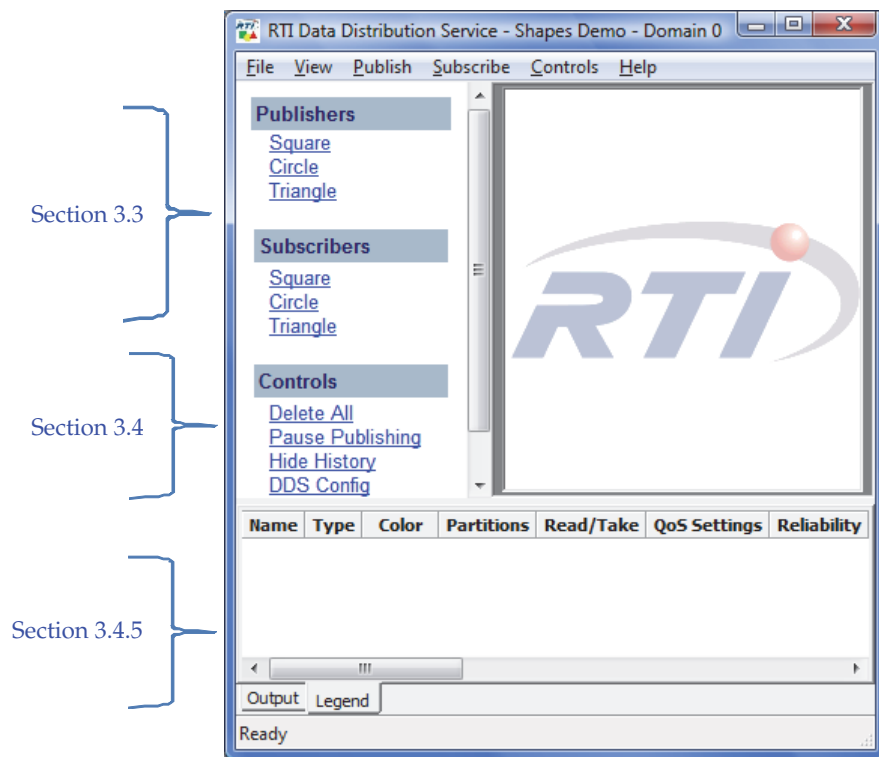 RTI Data Distribution Service - Shapes Demo - Domain 0
File View Publish Subscribe Controls Help
Publishers
Square
Circle
Triangle
Section 3.3
Subscribers
Square
Circle
Triangle
RTI
Controls
Delete All
Pause Publishing
Hide History
DDS Config
Section 3.4
Name Type Color Partitions Read/Take QoS Settings Reliability
Section 3.4.5
Output Legend
Ready